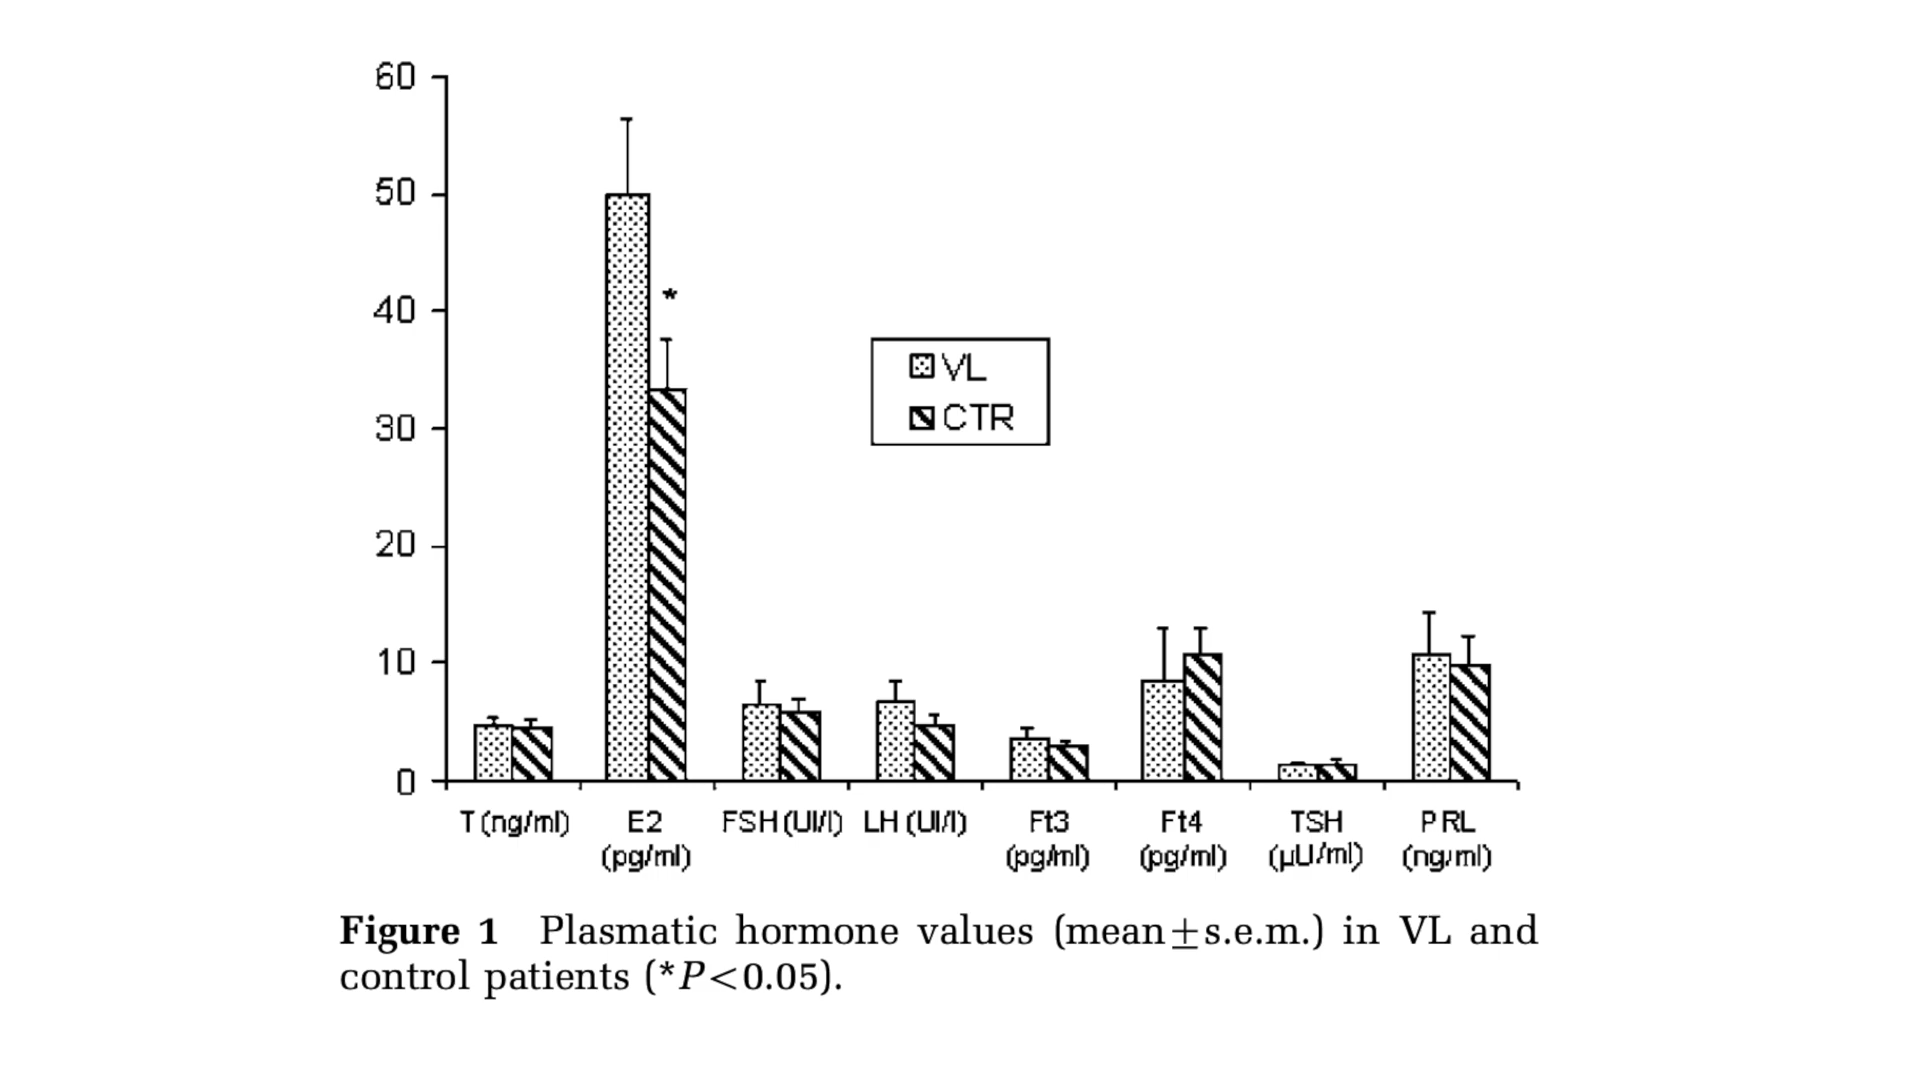 60
50
40
30
20
10
0
*
VL
CTR
T (ng/ml) E2 FSH (UI/l) LH (UI/l) Ft3 Ft4 TSH PRL
(pg/ml) (pg/ml) (pg/ml) (µU/ml) (ng/ml)
Figure 1 Plasmatic hormone values (mean±s.e.m.) in VL and
control patients (*P<0.05).